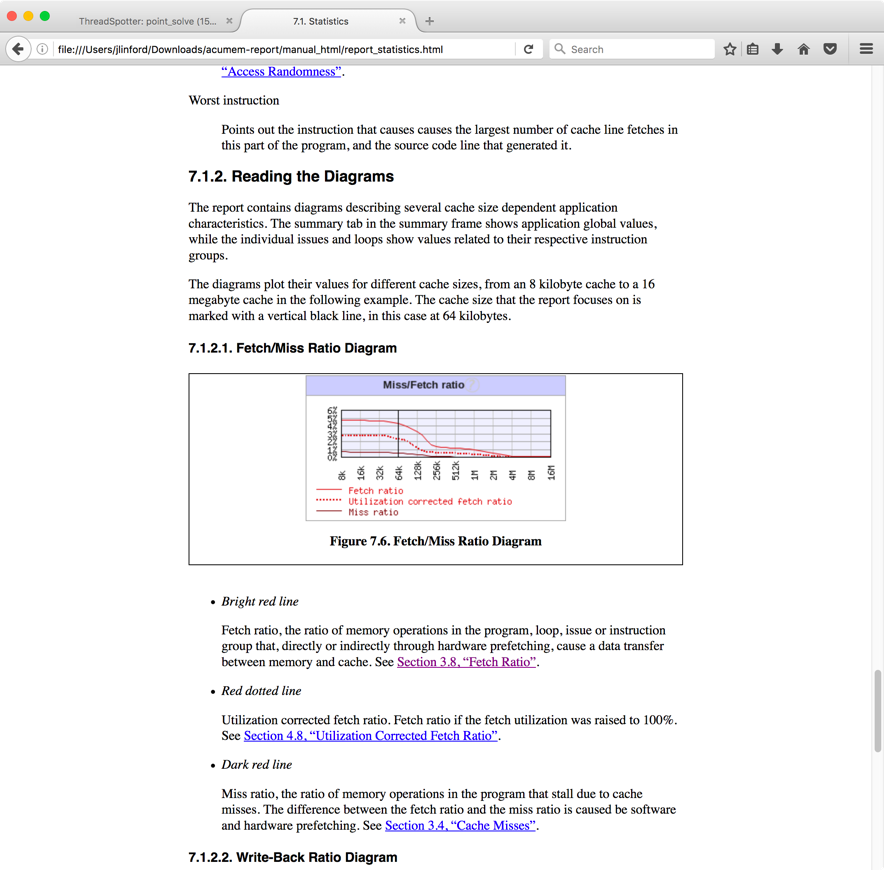 ThreadSpotter: point_solve (15...
7.1. Statistics
file:///Users/jlinford/Downloads/acumem-report/manual_html/report_statistics.html
Search
“Access Randomness”.
Worst instruction
Points out the instruction that causes causes the largest number of cache line fetches in
this part of the program, and the source code line that generated it.
7.1.2. Reading the Diagrams
The report contains diagrams describing several cache size dependent application
characteristics. The summary tab in the summary frame shows application global values,
while the individual issues and loops show values related to their respective instruction
groups.
The diagrams plot their values for different cache sizes, from an 8 kilobyte cache to a 16
megabyte cache in the following example. The cache size that the report focuses on is
marked with a vertical black line, in this case at 64 kilobytes.
7.1.2.1. Fetch/Miss Ratio Diagram
Miss/Fetch ratio
6%
5%
4%
3%
2%
1%
0%
8k 16k 32k 64k 128k 256k 512k 1M 2M 4M 8M 16M
Fetch ratio
Utilization corrected fetch ratio
Miss ratio
Figure 7.6. Fetch/Miss Ratio Diagram
• Bright red line
Fetch ratio, the ratio of memory operations in the program, loop, issue or instruction
group that, directly or indirectly through hardware prefetching, cause a data transfer
between memory and cache. See Section 3.8, “Fetch Ratio”.
• Red dotted line
Utilization corrected fetch ratio. Fetch ratio if the fetch utilization was raised to 100%.
See Section 4.8, “Utilization Corrected Fetch Ratio”.
• Dark red line
Miss ratio, the ratio of memory operations in the program that stall due to cache
misses. The difference between the fetch ratio and the miss ratio is caused be software
and hardware prefetching. See Section 3.4, “Cache Misses”.
7.1.2.2. Write-Back Ratio Diagram